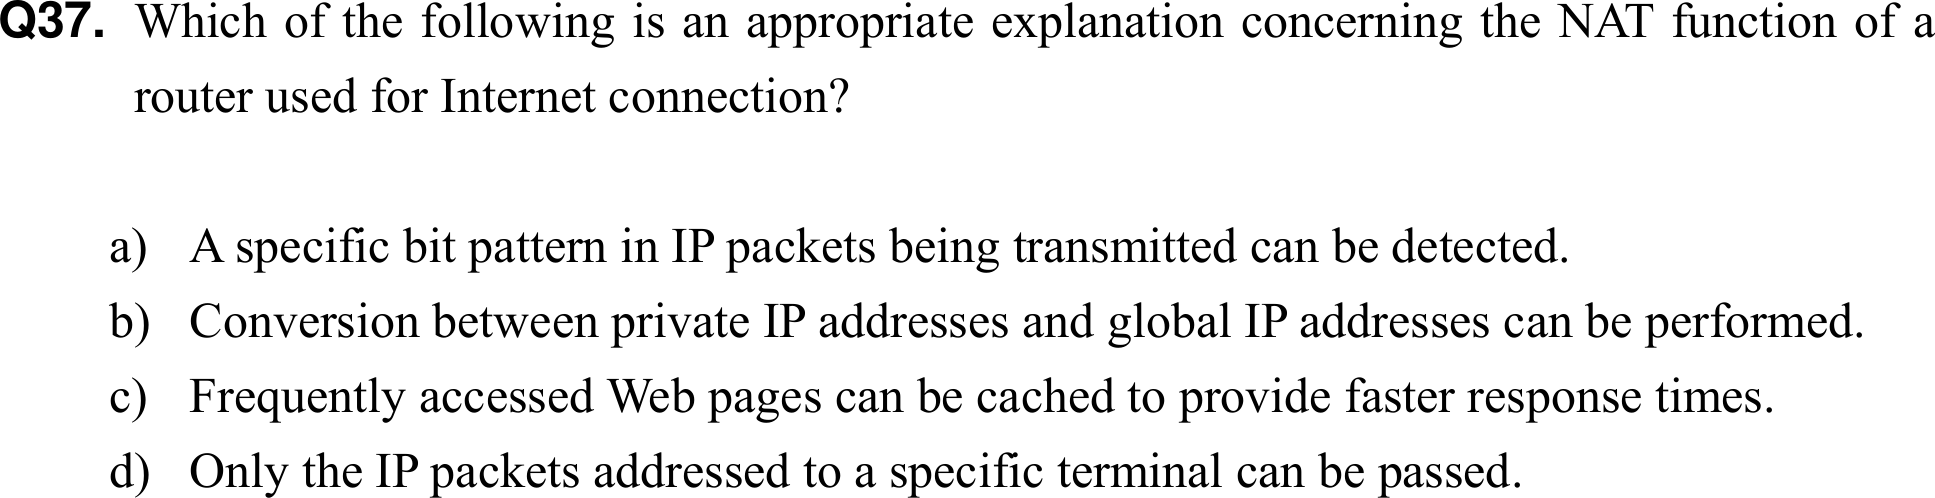 Q37. Which of the following is an appropriate explanation concerning the NAT function of a
router used for Internet connection?
a) A specific bit pattern in IP packets being transmitted can be detected.
b) Conversion between private IP addresses and global IP addresses can be performed.
c) Frequently accessed Web pages can be cached to provide faster response times.
d) Only the IP packets addressed to a specific terminal can be passed.